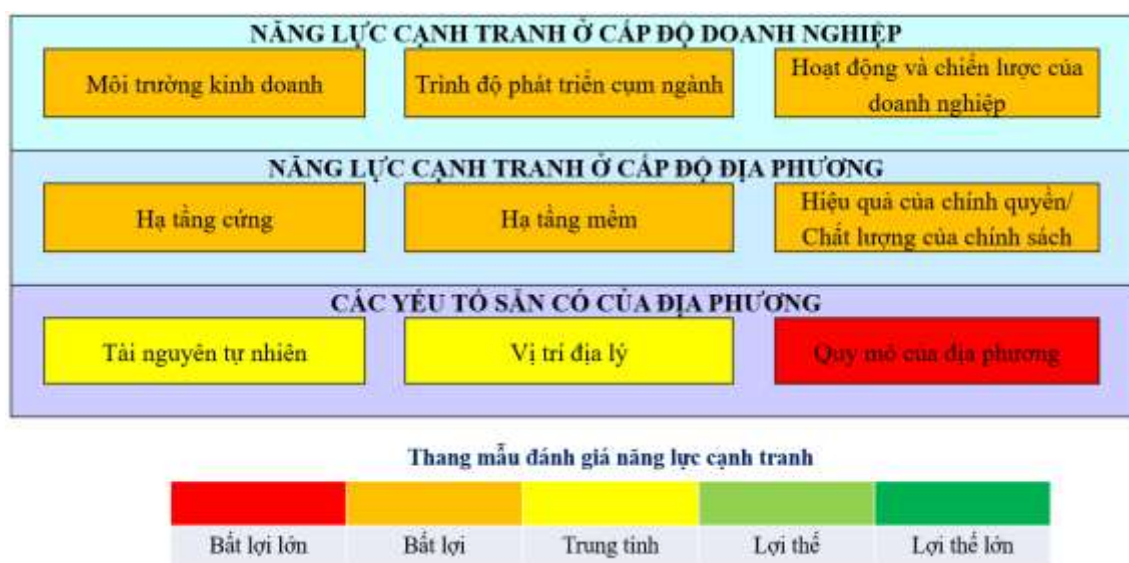 NĂNG LỰC CẠNH TRANH Ở CẤP ĐỘ DOANH NGHIỆP
Môi trường kinh doanh
Trình độ phát triển cụm ngành
Hoạt động và chiến lược của
doanh nghiệp
NĂNG LỰC CẠNH TRANH Ở CẤP ĐỘ ĐỊA PHƯƠNG
Hạ tầng cứng
Hạ tầng mềm
Hiệu quả của chính quyền/
Chất lượng của chính sách
CÁC YẾU TỐ SẴN CÓ CỦA ĐỊA PHƯƠNG
Tài nguyên tự nhiên
Vị trí địa lý
Quy mô của địa phương
Thang mẫu đánh giá năng lực cạnh tranh
Bất lợi lớn
Bất lợi
Trung tính
Lợi thế
Lợi thế lớn